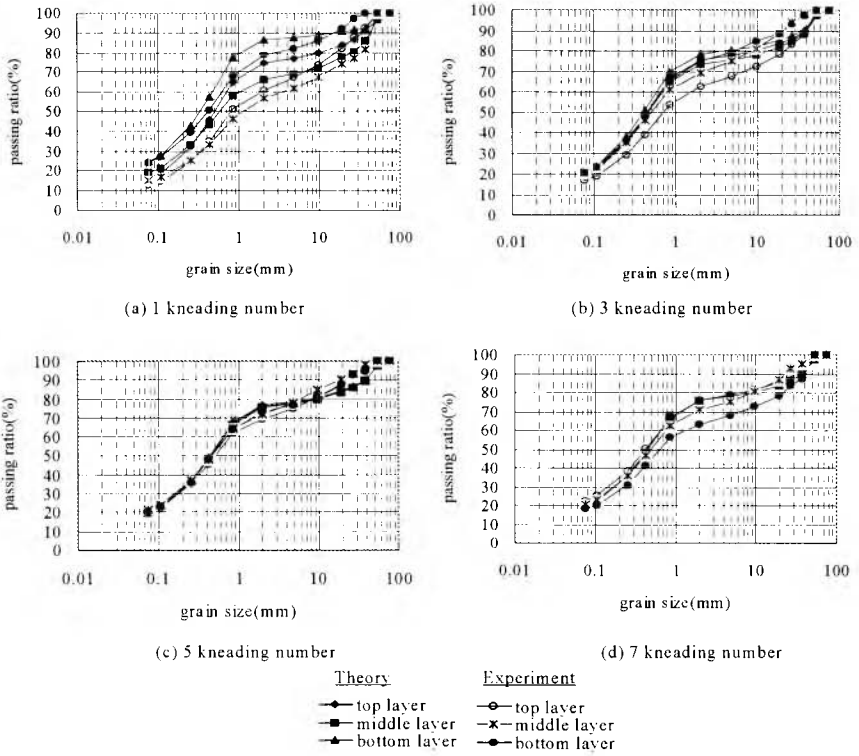 100
90
80
70
60
50
40
30
20
10
0
passing ratio(%)
0.01 0.1 1 10 100
grain size(mm)
(a) 1 kneading number
100
90
80
70
60
50
40
30
20
10
0
passing ratio(%)
0.01 0.1 1 10 100
grain size(mm)
(b) 3 kneading number
100
90
80
70
60
50
40
30
20
10
0
passing ratio(%)
0.01 0.1 1 10 100
grain size(mm)
(c) 5 kneading number
100
90
80
70
60
50
40
30
20
10
0
passing ratio(%)
0.01 0.1 1 10 100
grain size(mm)
(d) 7 kneading number
Theory Experiment
top layer top layer
middle layer middle layer
bottom layer bottom layer